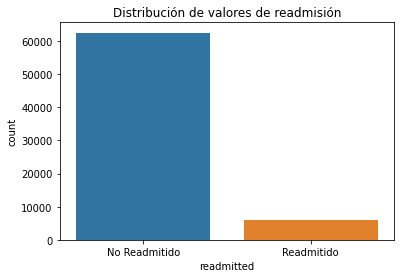 Distribución de valores de readmisión
count
60000
50000
40000
30000
20000
10000
0
No Readmitido Readmitido
readmitted